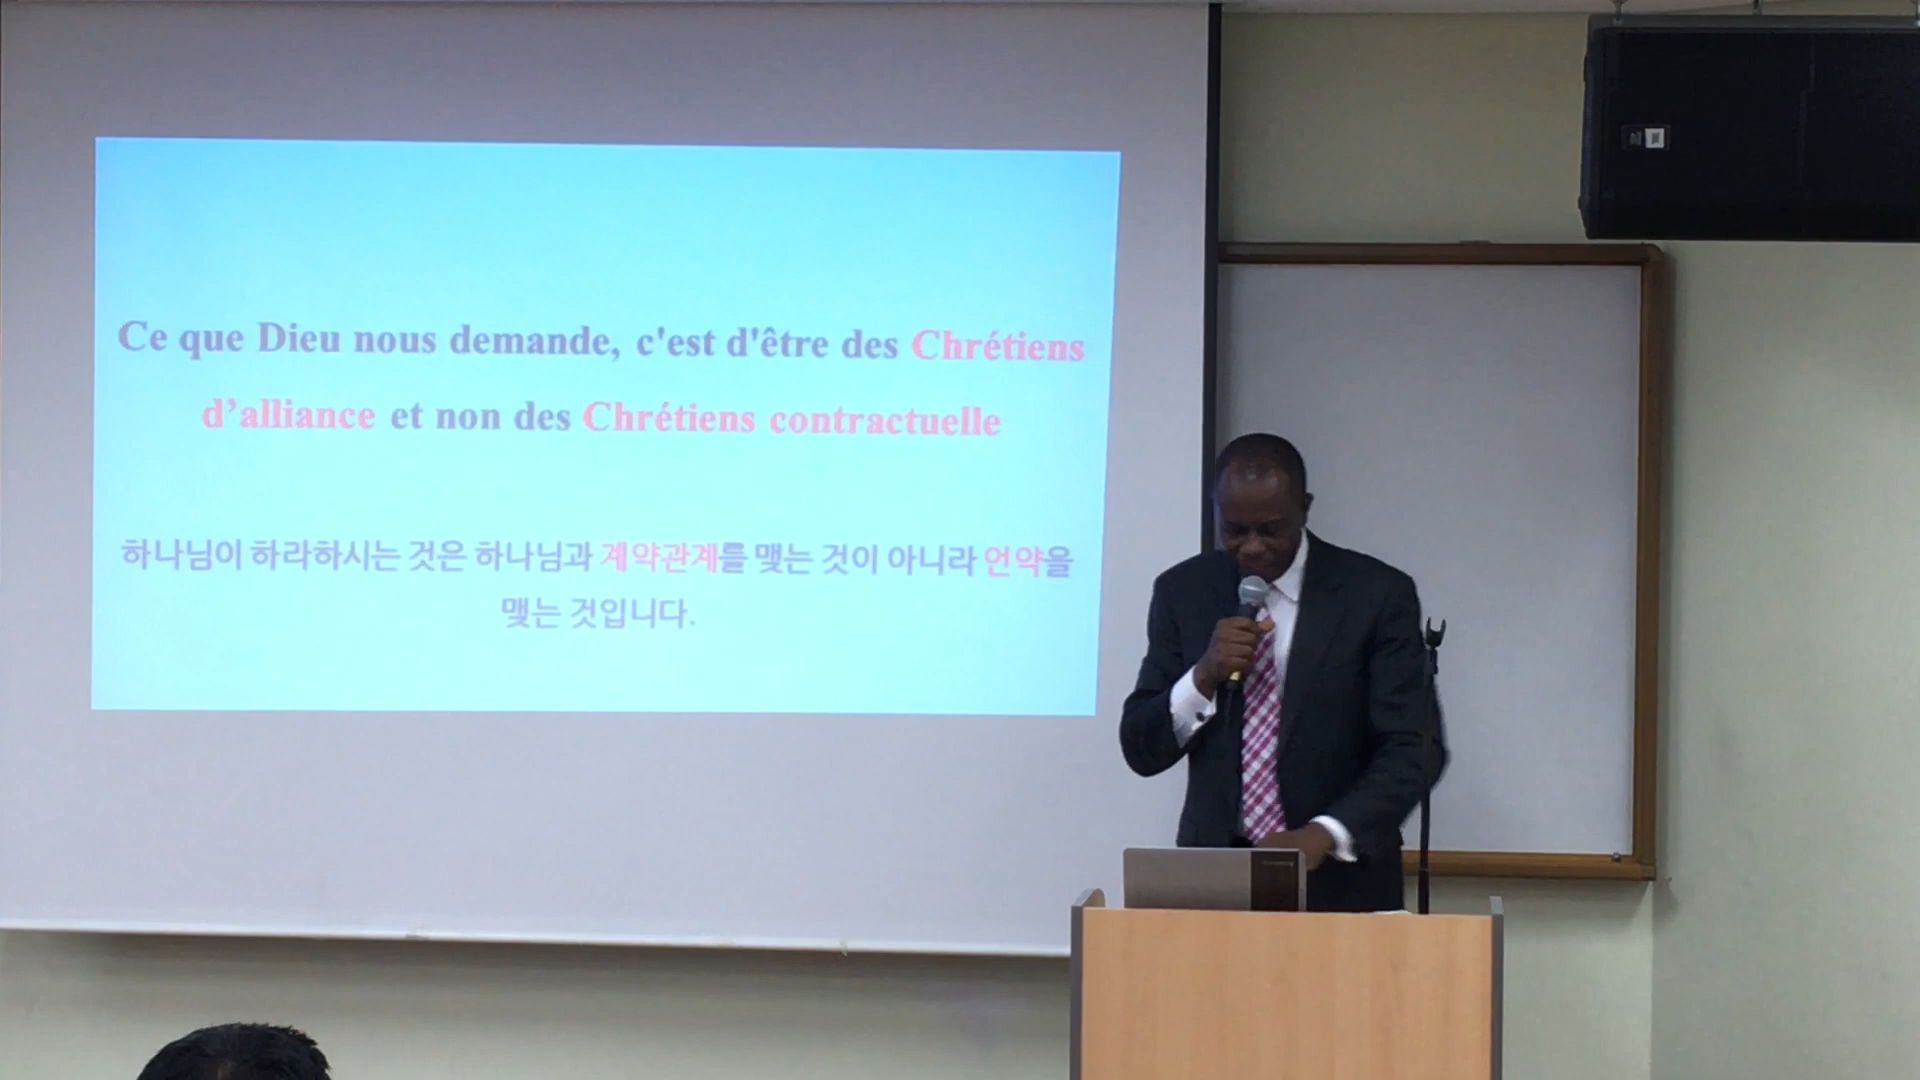 Ce que Dieu nous demande, c'est d'être des Chrétiens
d’alliance et non des Chrétiens contractuelle
하나님이 하라하시는 것은 하나님과 계약관계를 맺는 것이 아니라 언약을
맺는 것입니다.